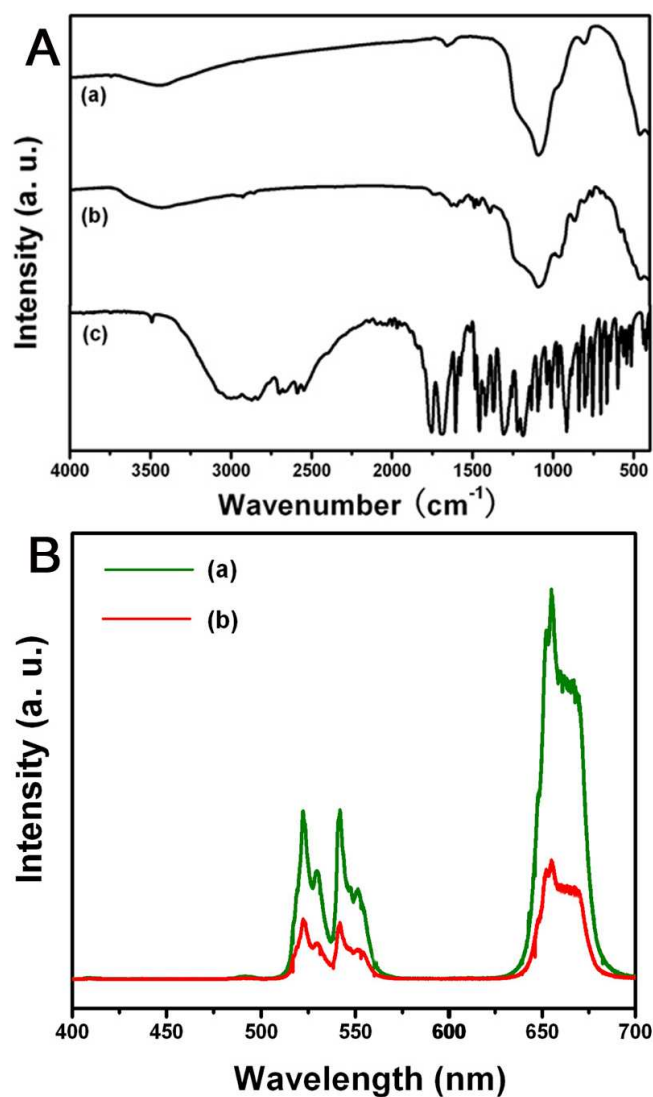 A
Intensity (a. u.)
(a)
(b)
(c)
4000 3500 3000 2500 2000 1500 1000 500
Wavenumber (cm-1)
B
Intensity (a. u.)
(a)
(b)
400 450 500 550 600 650 700
Wavelength (nm)